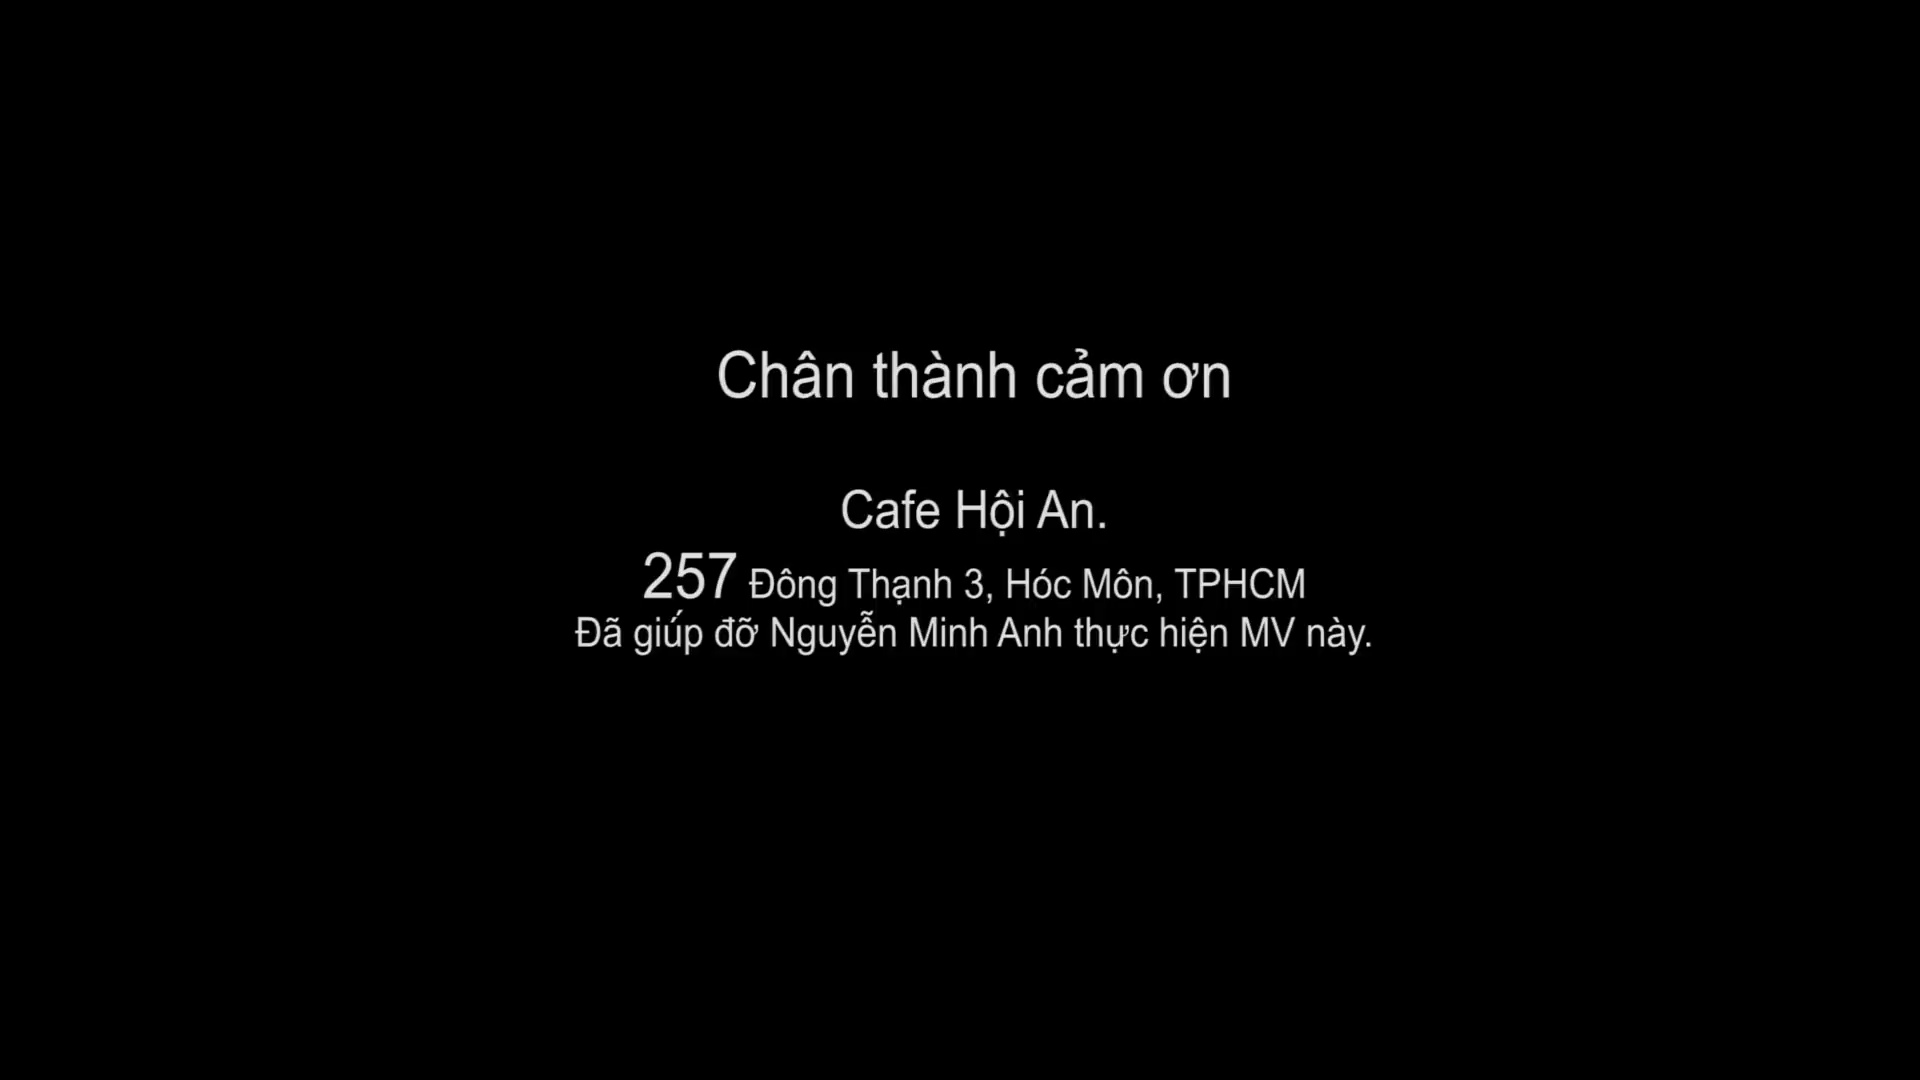 Chân thành cảm ơn
Cafe Hội An.
257 Đông Thạnh 3, Hóc Môn, TPHCM
Đã giúp đỡ Nguyễn Minh Anh thực hiện MV này.